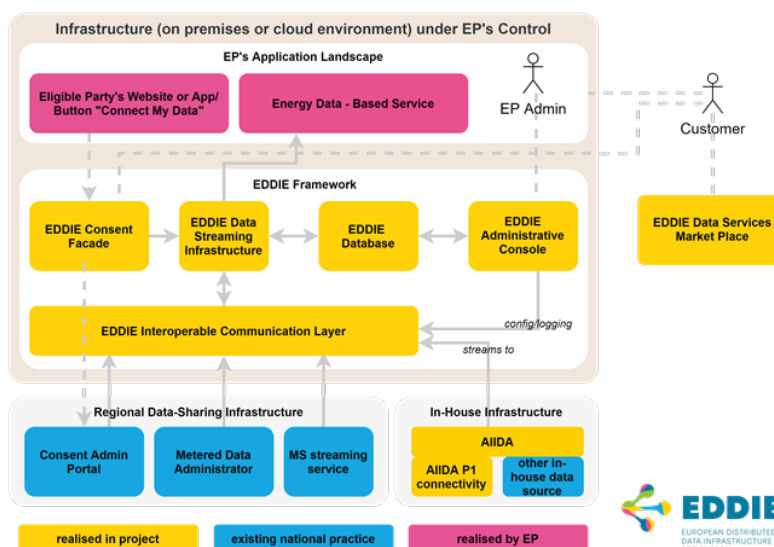 Infrastructure (on premises or cloud environment) under EP's Control
EP's Application Landscape
Eligible Party's Website or App/
Button "Connect My Data"
Energy Data - Based Service
EP Admin
Customer
EDDIE Framework
EDDIE Consent
Facade
EDDIE Data
Streaming
Infrastructure
EDDIE
Database
EDDIE
Administrative
Console
EDDIE Data Services
Market Place
EDDIE Interoperable Communication Layer
config/logging
streams to
Regional Data-Sharing Infrastructure
In-House Infrastructure
Consent Admin
Portal
Metered Data
Administrator
MS streaming
service
AIIDA
AIIDA P1
connectivity
other in-
house data
source
realised in project
existing national practice
realised by EP
EDDIE
EUROPEAN DISTRIBUTED
DATA INFRASTRUCTURE